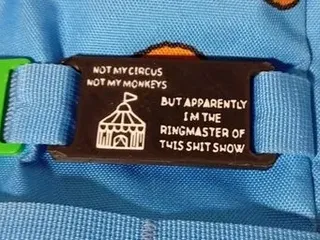 NOT MY CIRCUS
NOT MY MONKEYS
BUT APPARENTLY
I M THE
RINGMASTER OF
THIS SHIT SHOW